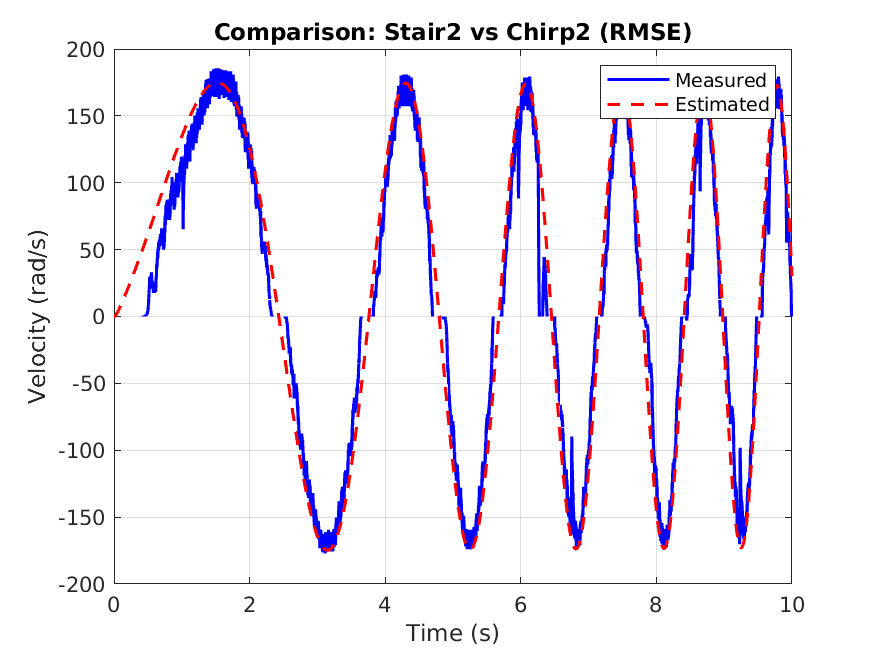 Comparison: Stair2 vs Chirp2 (RMSE)
200
150
100
50
0
-50
-100
-150
-200
Velocity (rad/s)
Measured
Estimated
0 2 4 6 8 10
Time (s)